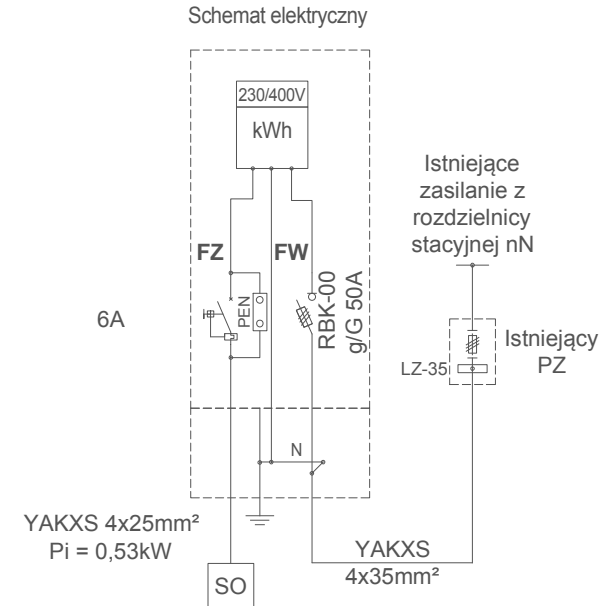 Schemat elektryczny
230/400V
kWh
Istniejące
zasilanie z
rozdzielnicy
stacyjnej nN
FZ
FW
PEN
RBK-00
g/G 50A
6A
LZ-35
Istniejący
PZ
N
YAKXS 4x25mm²
Pi = 0,53kW
SO
YAKXS
4x35mm²